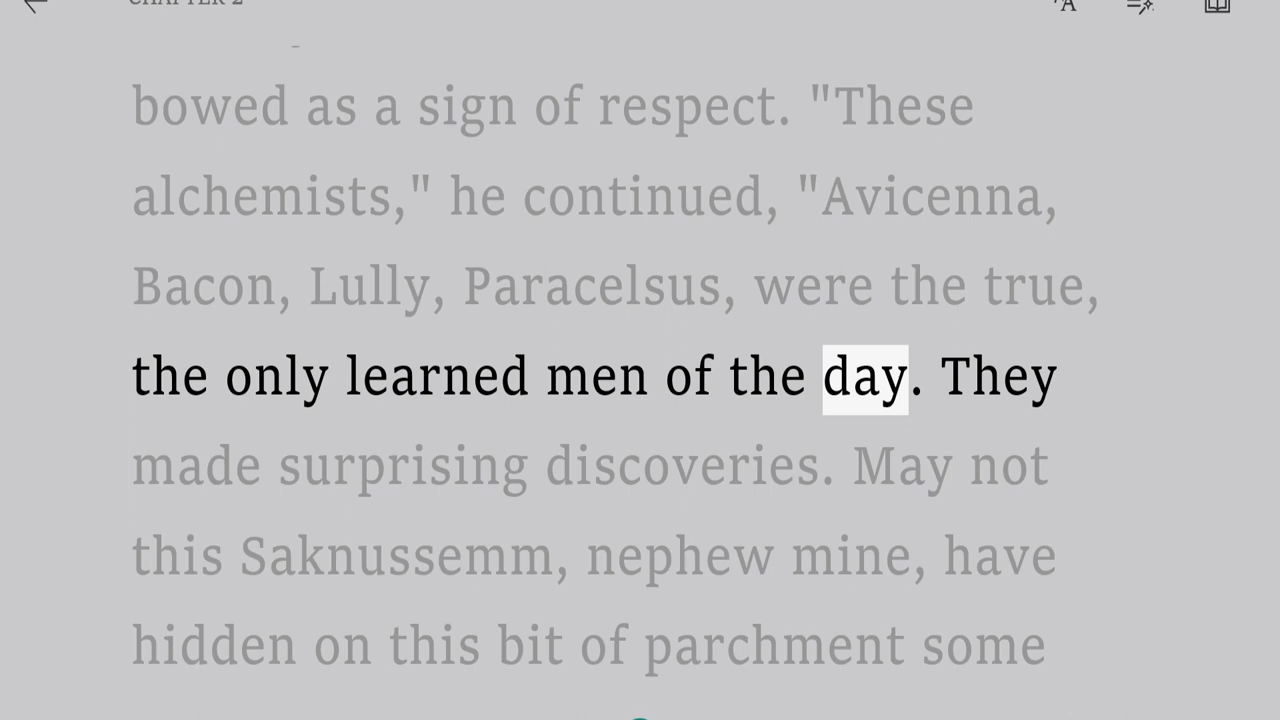 CHAPTER 2
bowed as a sign of respect. "These
alchemists," he continued, "Avicenna,
Bacon, Lully, Paracelsus, were the true,
the only learned men of the day. They
made surprising discoveries. May not
this Saknussemm, nephew mine, have
hidden on this bit of parchment some